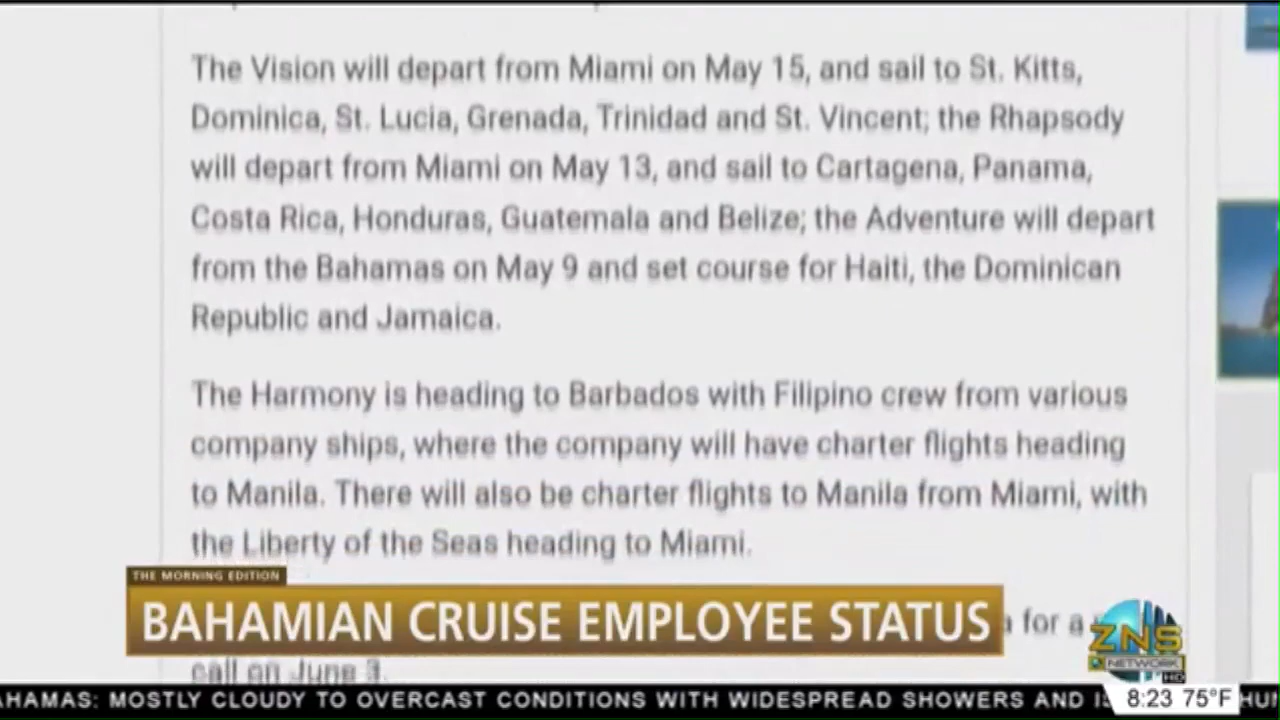 The Vision will depart from Miami on May 15, and sail to St. Kitts,
Dominica, St. Lucia, Grenada, Trinidad and St. Vincent; the Rhapsody
will depart from Miami on May 13, and sail to Cartagena, Panama,
Costa Rica, Honduras, Guatemala and Belize; the Adventure will depart
from the Bahamas on May 9 and set course for Haiti, the Dominican
Republic and Jamaica.
The Harmony is heading to Barbados with Filipino crew from various
company ships, where the company will have charter flights heading
to Manila. There will also be charter flights to Manila from Miami, with
the Liberty of the Seas heading to Miami.
THE MORNING EDITION
BAHAMIAN CRUISE EMPLOYEE STATUS
for a
call on June 3.
ZNS
NETWORK
HD
AHAMAS: MOSTLY CLOUDY TO OVERCAST CONDITIONS WITH WIDESPREAD SHOWERS AND
8:23 75°F